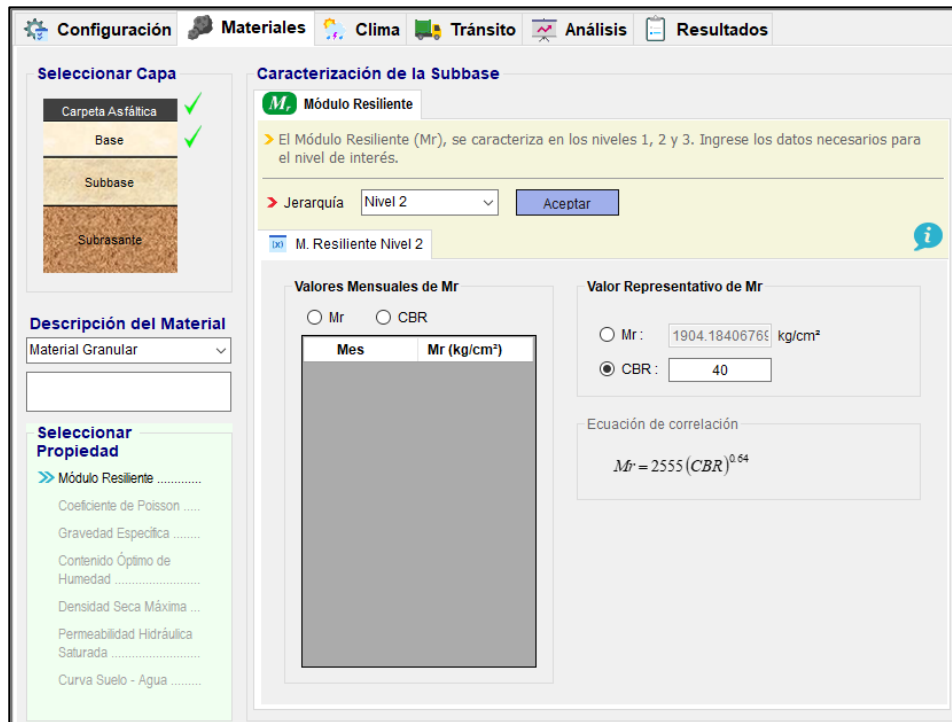 Configuración Materiales Clima Tránsito Análisis Resultados
Seleccionar Capa
Carpeta Asfáltica
Base
Subbase
Subrasante
Descripción del Material
Material Granular
Seleccionar
Propiedad
Módulo Resiliente ............
Coeficiente de Poisson .....
Gravedad Específica ........
Contenido Óptimo de
Humedad .........................
Densidad Seca Máxima ...
Permeabilidad Hidráulica
Saturada ..........................
Curva Suelo - Agua .........
Caracterización de la Subbase
Mr Módulo Resiliente
El Módulo Resiliente (Mr), se caracteriza en los niveles 1, 2 y 3. Ingrese los datos necesarios para
el nivel de interés.
Jerarquía Nivel 2 Aceptar
(x) M. Resiliente Nivel 2
Valores Mensuales de Mr
Mr CBR
Mes Mr (kg/cm²)
Valor Representativo de Mr
Mr : 1904.18406769 kg/cm²
CBR : 40
Ecuación de correlación
Mr = 2555(CBR)^0.64